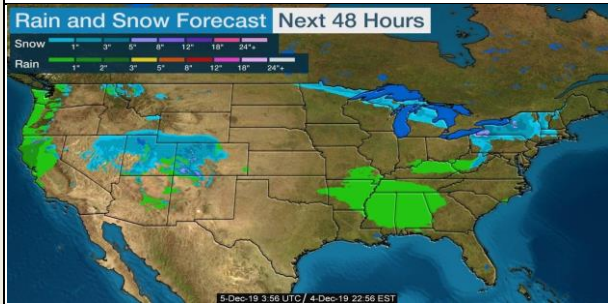 Rain and Snow Forecast Next 48 Hours
Snow
1" 3" 5" 8" 12" 18" 24"+
Rain
1" 2" 3" 5" 8" 12" 18" 24"+
5-Dec-19 3:56 UTC / 4-Dec-19 22:56 EST